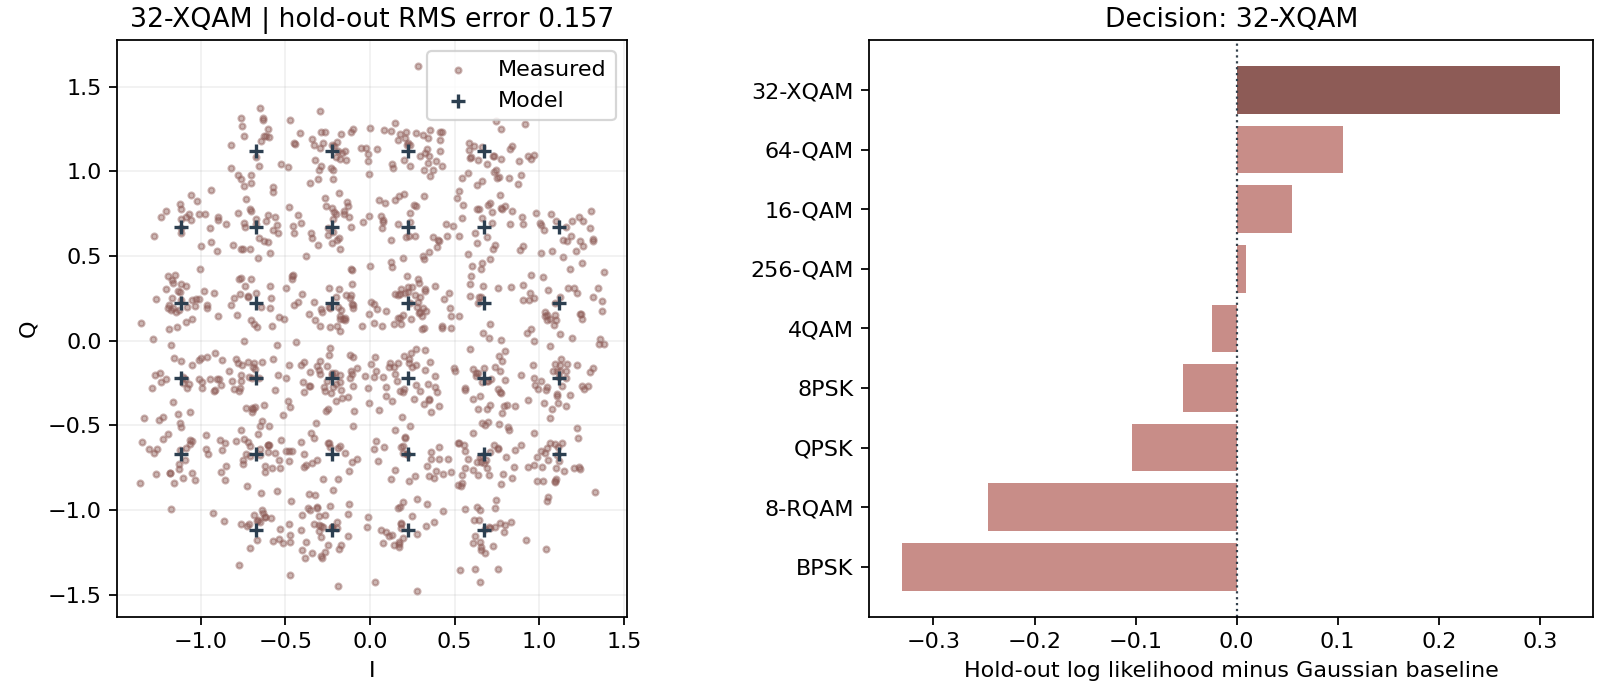 32-XQAM | hold-out RMS error 0.157
Measured
Model
1.5
1.0
0.5
0.0
−0.5
−1.0
−1.5
Q
−1.0
−0.5
0.0
0.5
1.0
1.5
I
Decision: 32-XQAM
32-XQAM
64-QAM
16-QAM
256-QAM
4QAM
8PSK
QPSK
8-RQAM
BPSK
−0.3
−0.2
−0.1
0.0
0.1
0.2
0.3
Hold-out log likelihood minus Gaussian baseline